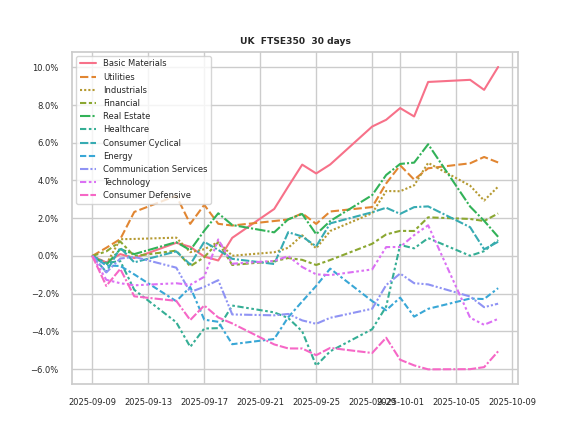 UK  FTSE350  30 days
10.0%
8.0%
6.0%
4.0%
2.0%
0.0%
−2.0%
−4.0%
−6.0%
Basic Materials
Utilities
Industrials
Financial
Real Estate
Healthcare
Consumer Cyclical
Energy
Communication Services
Technology
Consumer Defensive
2025-09-09 2025-09-13 2025-09-17 2025-09-21 2025-09-25 2025-09-29 2025-10-01 2025-10-05 2025-10-09